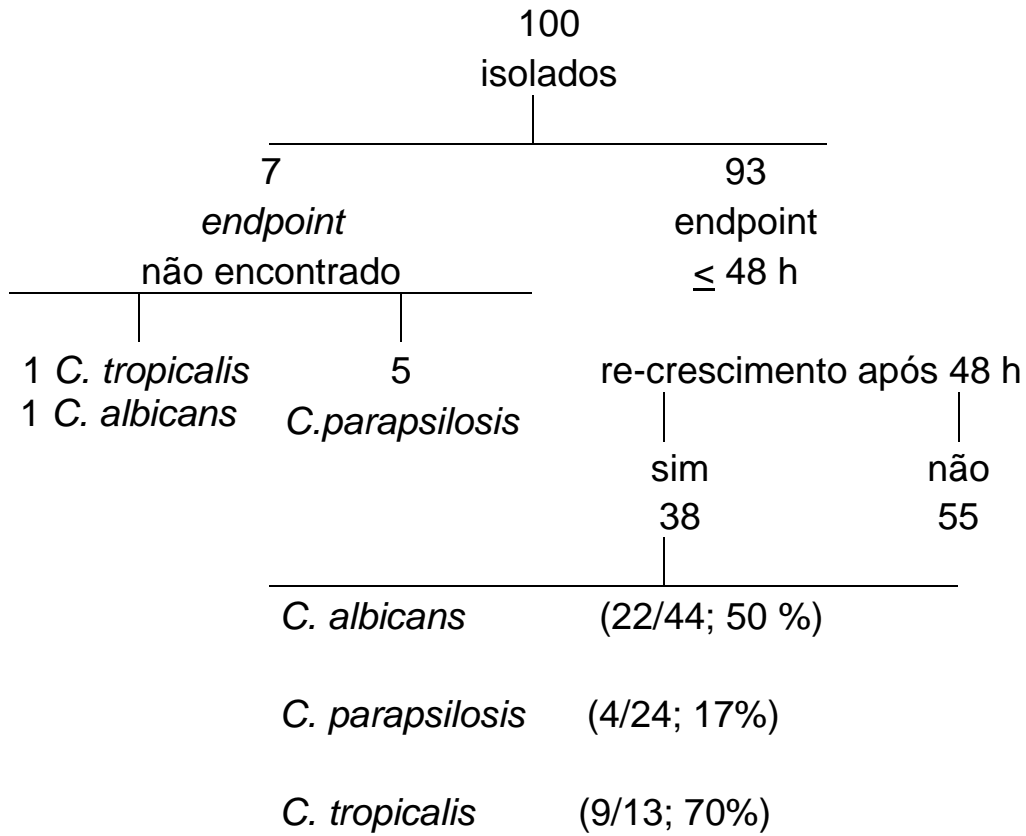 100
isolados
7
endpoint
não encontrado
93
endpoint
≤ 48 h
1 C. tropicalis
1 C. albicans
5
C.parapsilosis
re-crescimento após 48 h
sim
38
não
55
C. albicans (22/44; 50 %)
C. parapsilosis (4/24; 17%)
C. tropicalis (9/13; 70%)